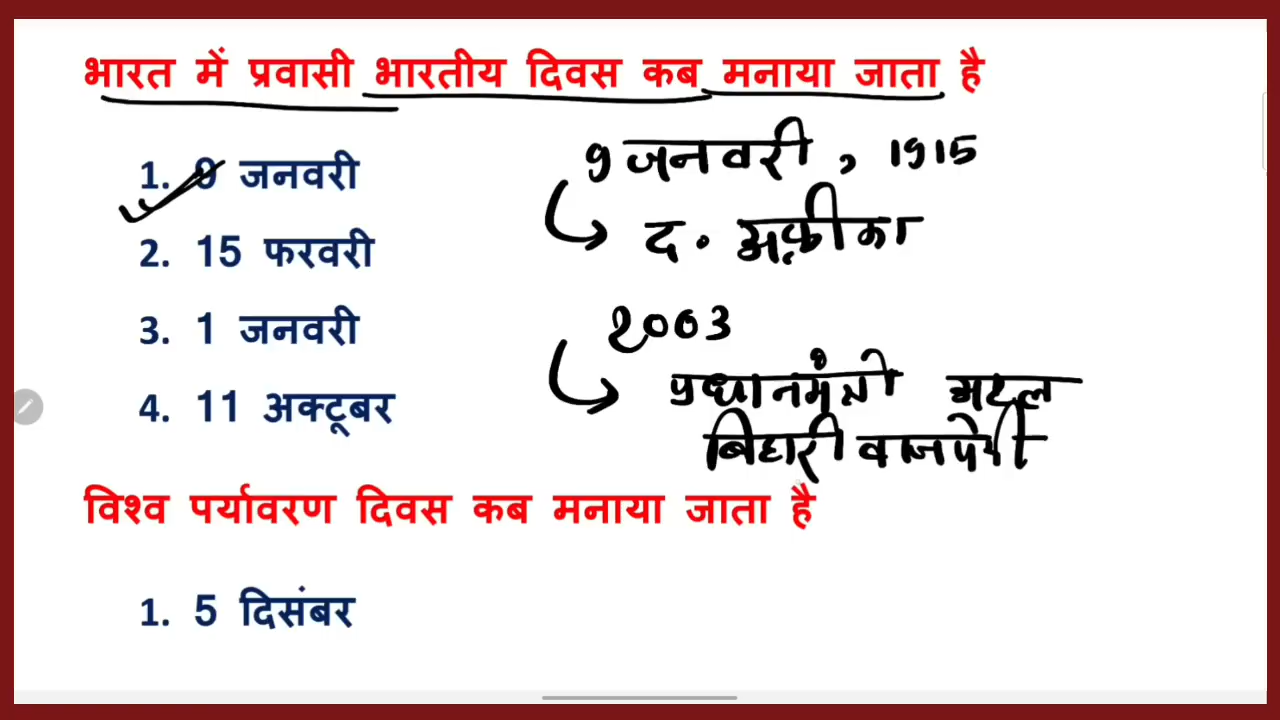 भारत में प्रवासी भारतीय दिवस कब मनाया जाता है
1. 9 जनवरी
9 जनवरी, 1915
2. 15 फरवरी
द. अफ्रीका
3. 1 जनवरी
2003
4. 11 अक्टूबर
प्रधानमंत्री अटल
बिहारी वाजपेयी
विश्व पर्यावरण दिवस कब मनाया जाता है
1. 5 दिसंबर